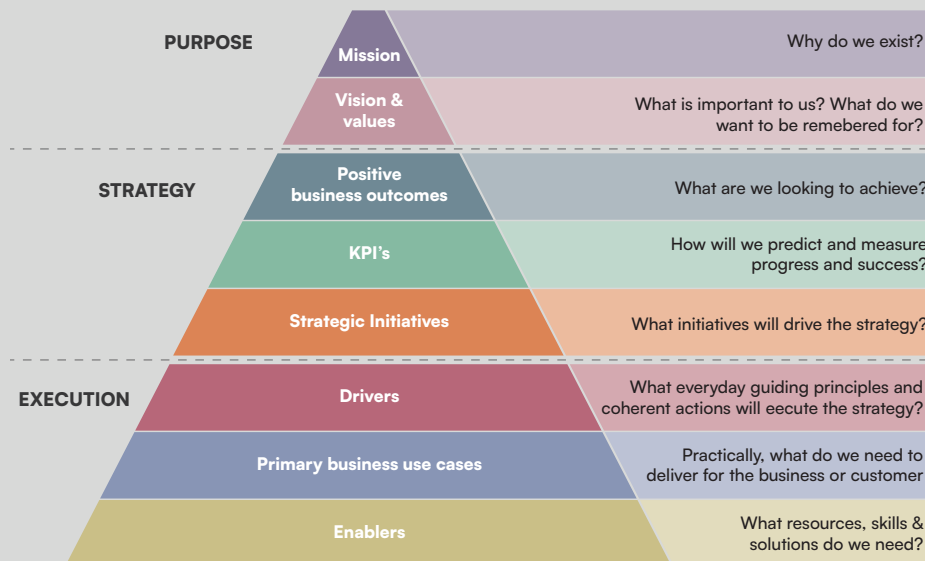 PURPOSE
Mission
Why do we exist?
Vision &
values
What is important to us? What do we
want to be remebered for?
STRATEGY
Positive
business outcomes
What are we looking to achieve?
KPI's
How will we predict and measure
progress and success?
Strategic Initiatives
What initiatives will drive the strategy?
EXECUTION
Drivers
What everyday guiding principles and
coherent actions will eecute the strategy?
Primary business use cases
Practically, what do we need to
deliver for the business or customer
Enablers
What resources, skills &
solutions do we need?